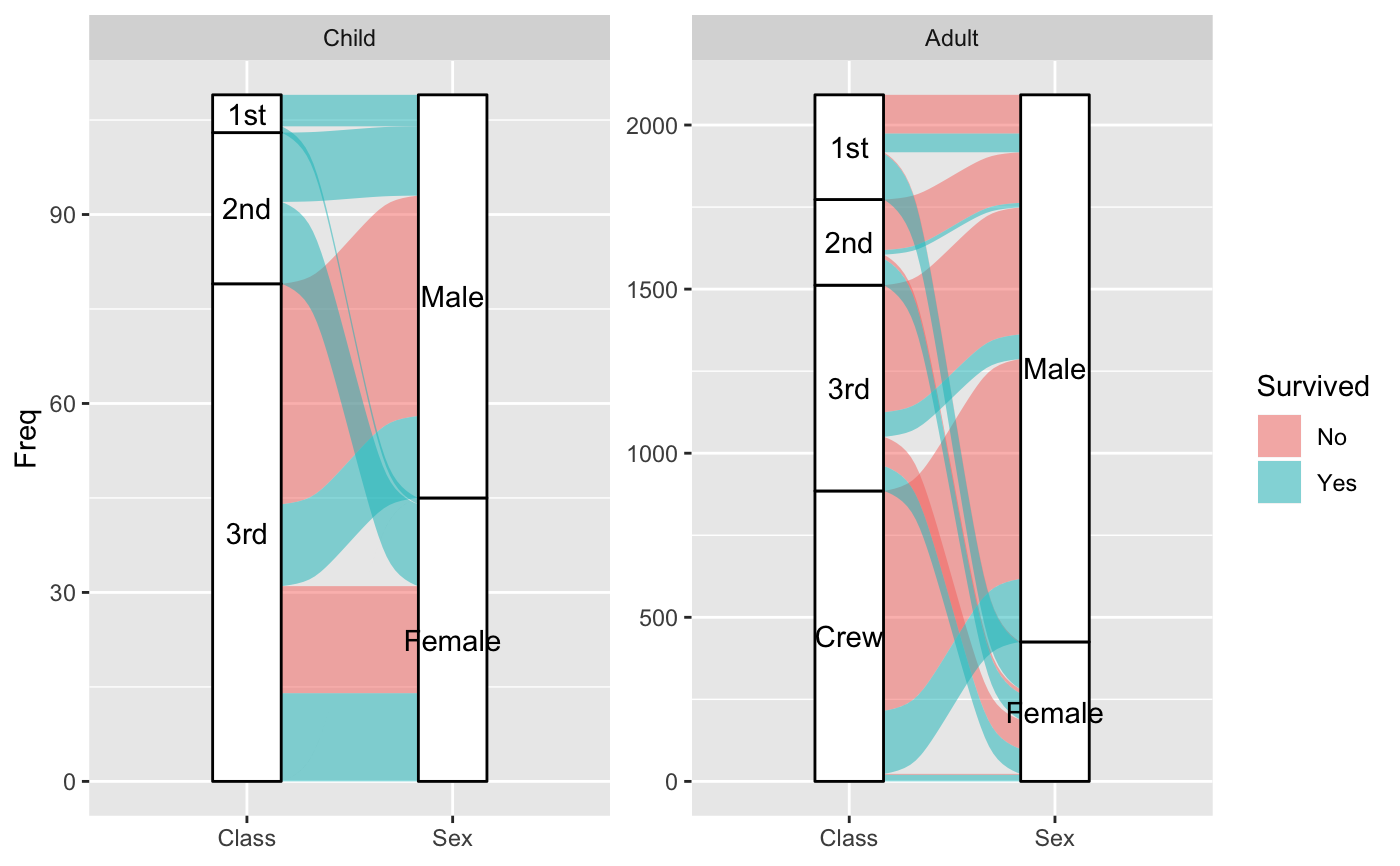 Child
Adult
Freq
0
30
60
90
1st
2nd
3rd
Male
Female
Class
Sex
0
500
1000
1500
2000
1st
2nd
3rd
Crew
Male
Female
Class
Sex
Survived
No
Yes